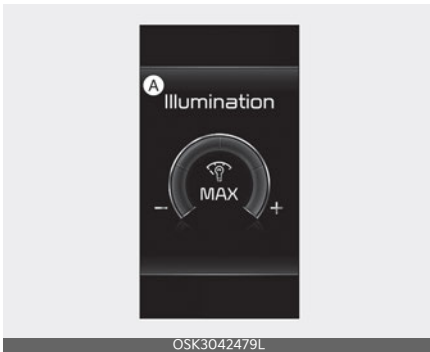 A
Illumination
MAX
- +
OSK3042479L